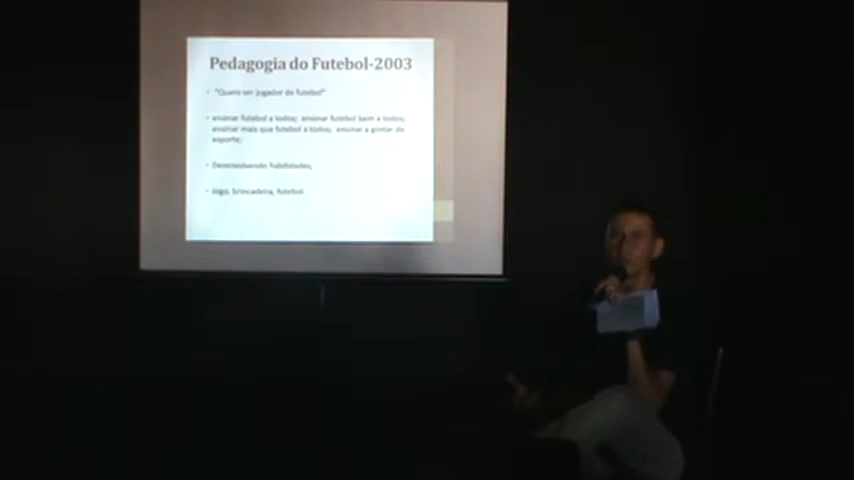 Pedagogia do Futebol-2003
• "Quero ser jogador de futebol"
• ensinar futebol a todos; ensinar futebol bem a todos;
ensinar mais que futebol a todos; ensinar a gostar do
esporte;
• Desenvolvendo habilidades;
• Jogo, brincadeira, futebol